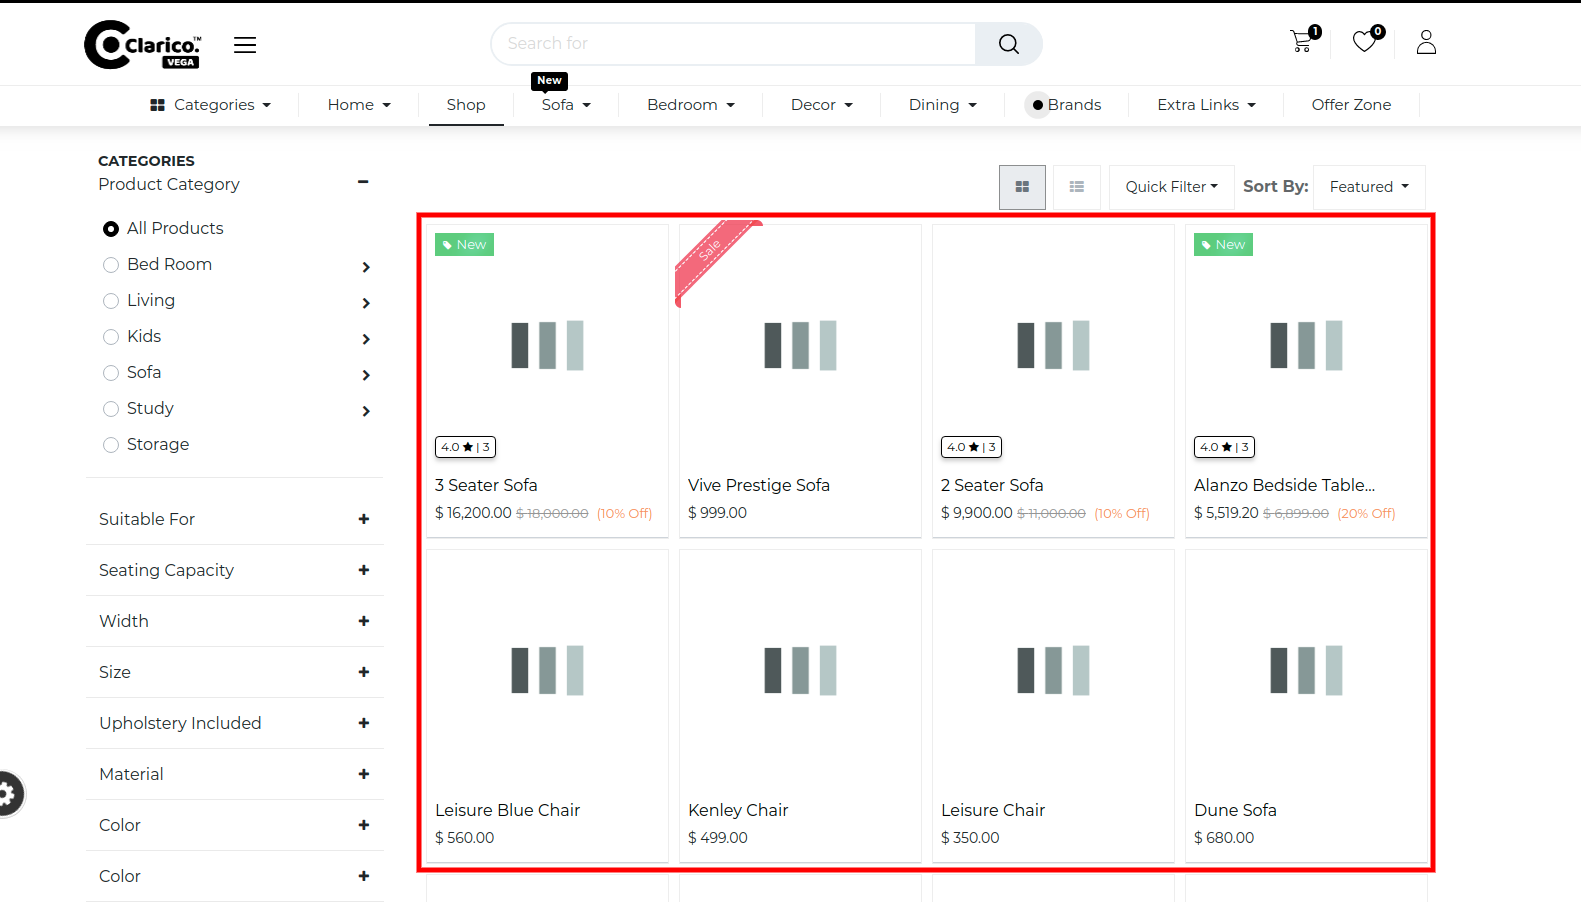 Clarico.™
VEGA
Search for
1
0
New
Categories
Home
Shop
Sofa
Bedroom
Decor
Dining
Brands
Extra Links
Offer Zone
CATEGORIES
Product Category
Quick Filter
Sort By:
Featured
All Products
Bed Room
Living
Kids
Sofa
Study
Storage
Suitable For
Seating Capacity
Width
Size
Upholstery Included
Material
Color
Color
New
Sale
New
4.0 ★ | 3
4.0 ★ | 3
4.0 ★ | 3
3 Seater Sofa
$ 16,200.00 $ 18,000.00 (10% Off)
Vive Prestige Sofa
$ 999.00
2 Seater Sofa
$ 9,900.00 $ 11,000.00 (10% Off)
Alanzo Bedside Table...
$ 5,519.20 $ 6,899.00 (20% Off)
Leisure Blue Chair
$ 560.00
Kenley Chair
$ 499.00
Leisure Chair
$ 350.00
Dune Sofa
$ 680.00